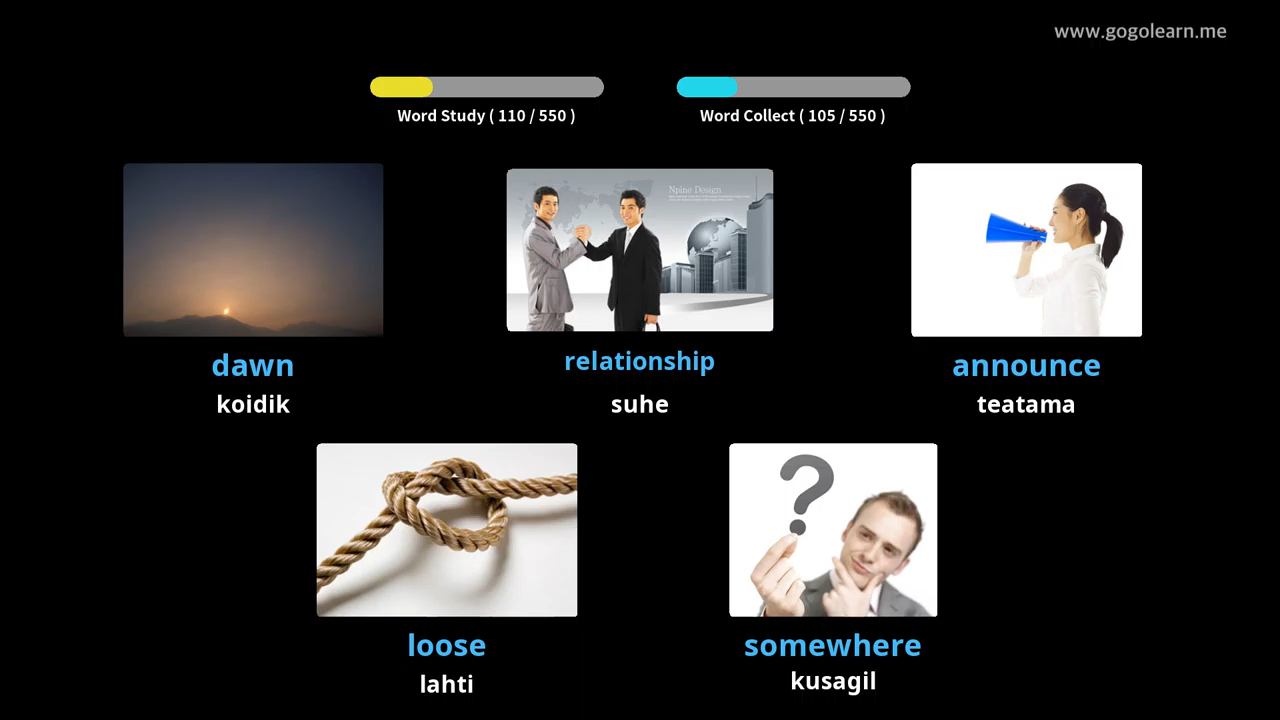 www.gogolearn.me
Word Study ( 110 / 550 )
Word Collect ( 105 / 550 )
Npine Design
dawn
koidik
relationship
suhe
announce
teatama
loose
lahti
somewhere
kusagil